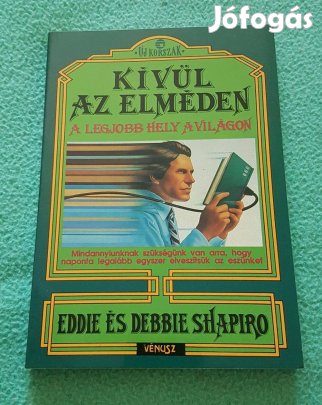 Jófogás
ÚJ KORSZAK
KÍVÜL
AZ ELMÉDEN
A LEGJOBB HELY A VILÁGON
Mindannyiunknak szükségünk van arra, hogy
naponta legalább egyszer elveszítsük az eszünket
EDDIE ÉS DEBBIE SHAPIRO
VÉNUSZ